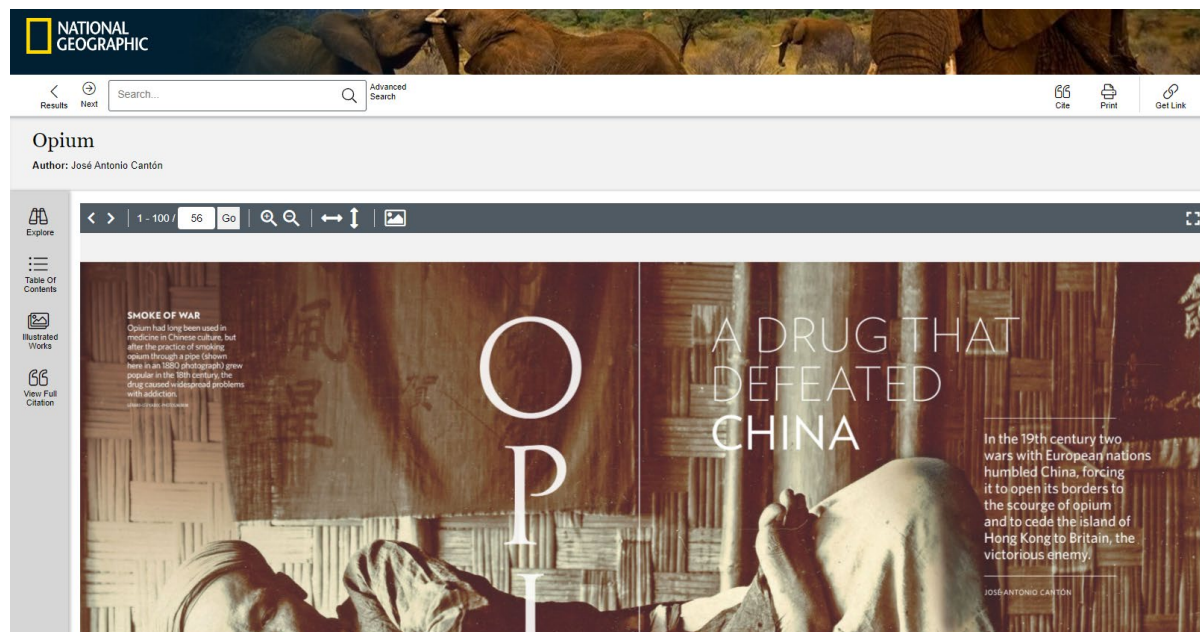 NATIONAL
GEOGRAPHIC
Results
Next
Search...
Advanced
Search
Cite
Print
Get Link
Opium
Author: José Antonio Cantón
Explore
Table Of
Contents
Illustrated
Works
View Full
Citation
1 - 100 /
56
Go
SMOKE OF WAR
Opium had long been used in
medicine in Chinese culture, but
after the practice of smoking
opium through a pipe (shown
here in an 1880 photograph) grew
popular in the 18th century, the
drug caused widespread problems
with addiction.
O
P
I
A DRUG THAT
DEFEATED
CHINA
In the 19th century two
wars with European nations
humbled China, forcing
it to open its borders to
the scourge of opium
and to cede the island of
Hong Kong to Britain, the
victorious enemy.
JOSÉ ANTONIO CANTÓN